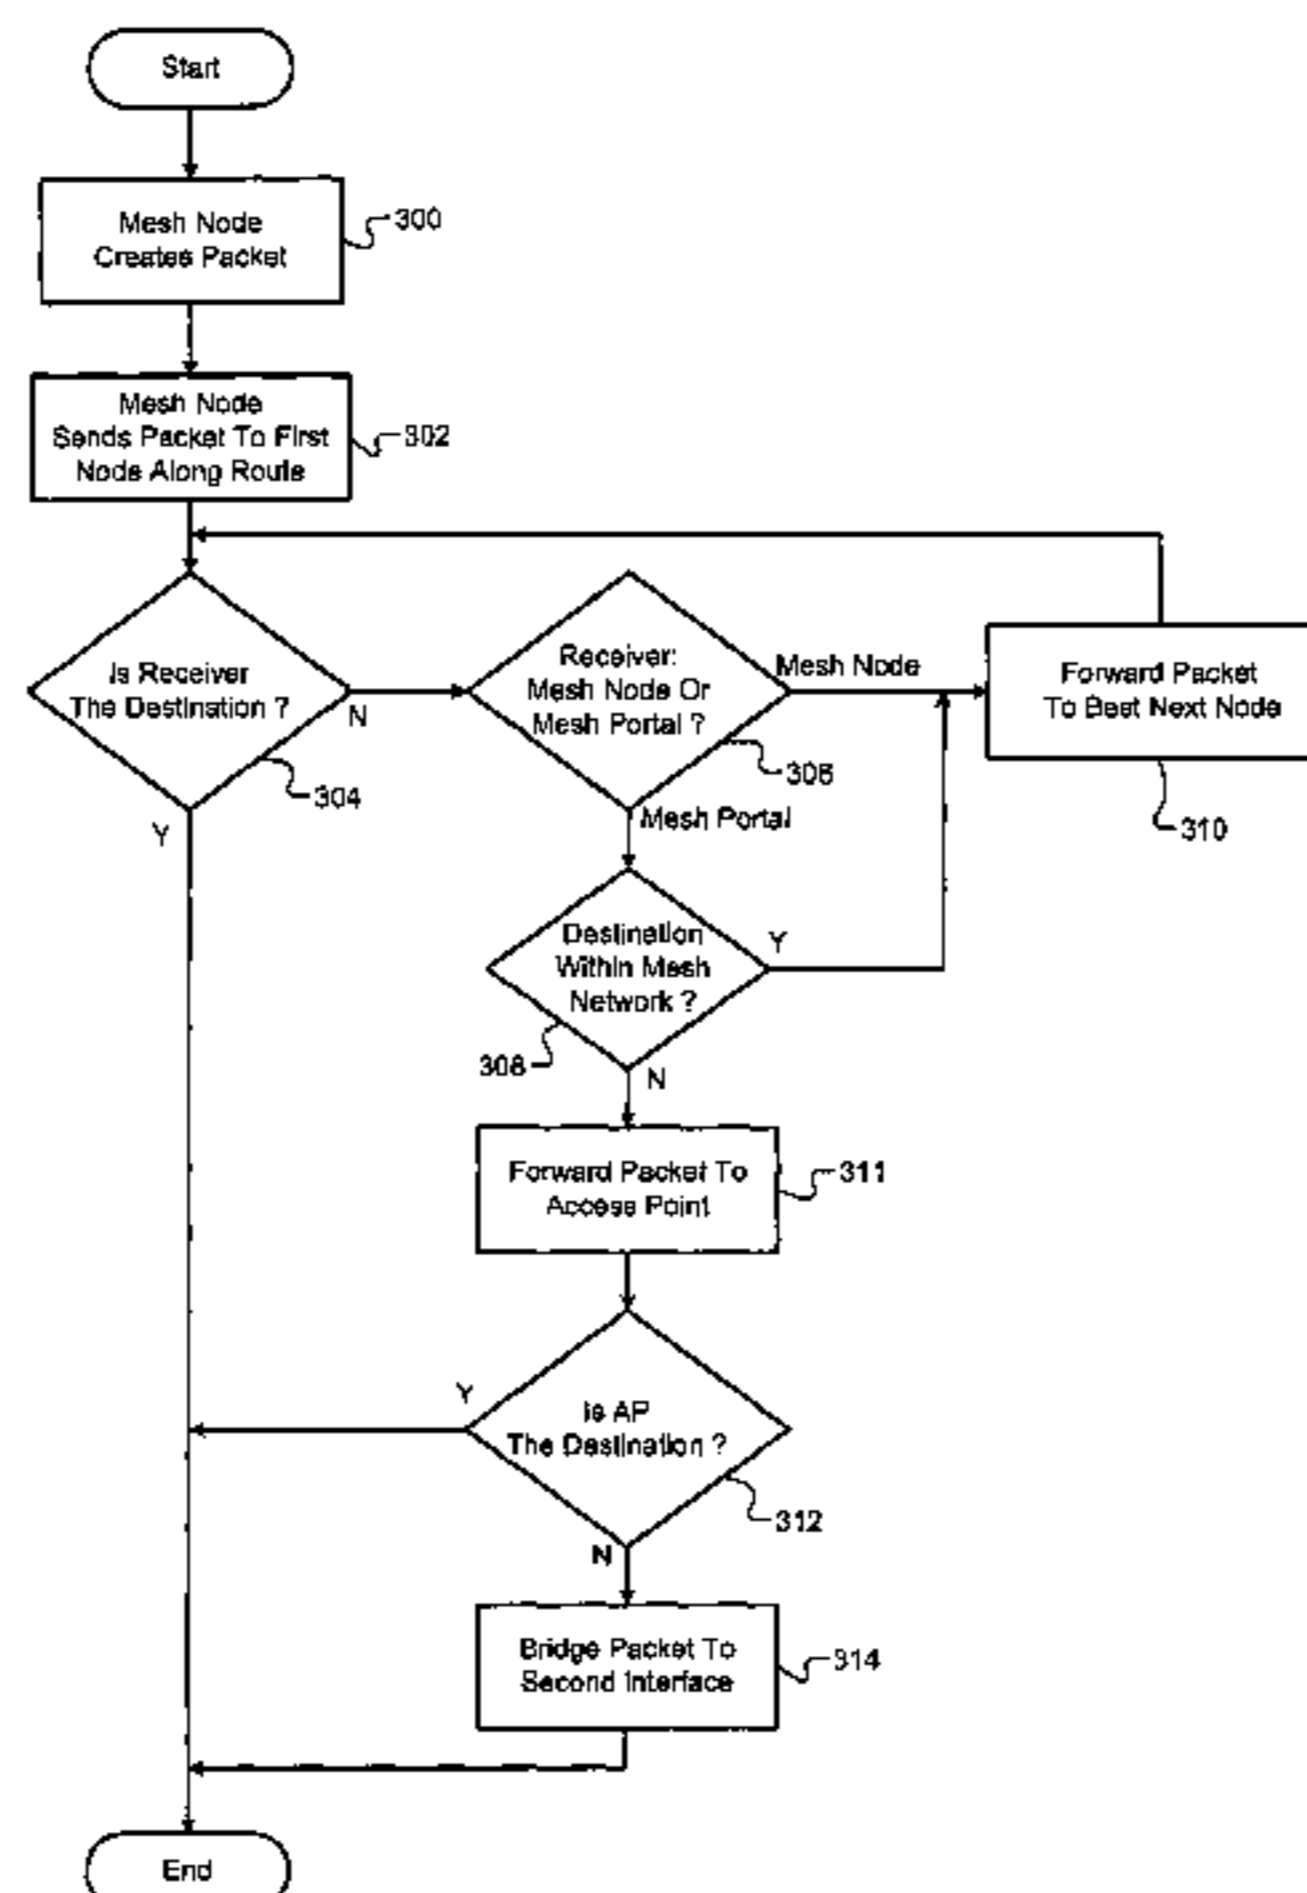 Start
Mesh Node
Creates Packet
300
Mesh Node
Sends Packet To First
Node Along Route
302
Is Receiver
The Destination ?
N
Y
304
Receiver:
Mesh Node Or
Mesh Portal ?
Mesh Node
306
Mesh Portal
Forward Packet
To Best Next Node
310
Destination
Within Mesh
Network ?
Y
308
N
Forward Packet To
Access Point
311
Y
Is AP
The Destination ?
312
N
Bridge Packet To
Second Interface
314
End